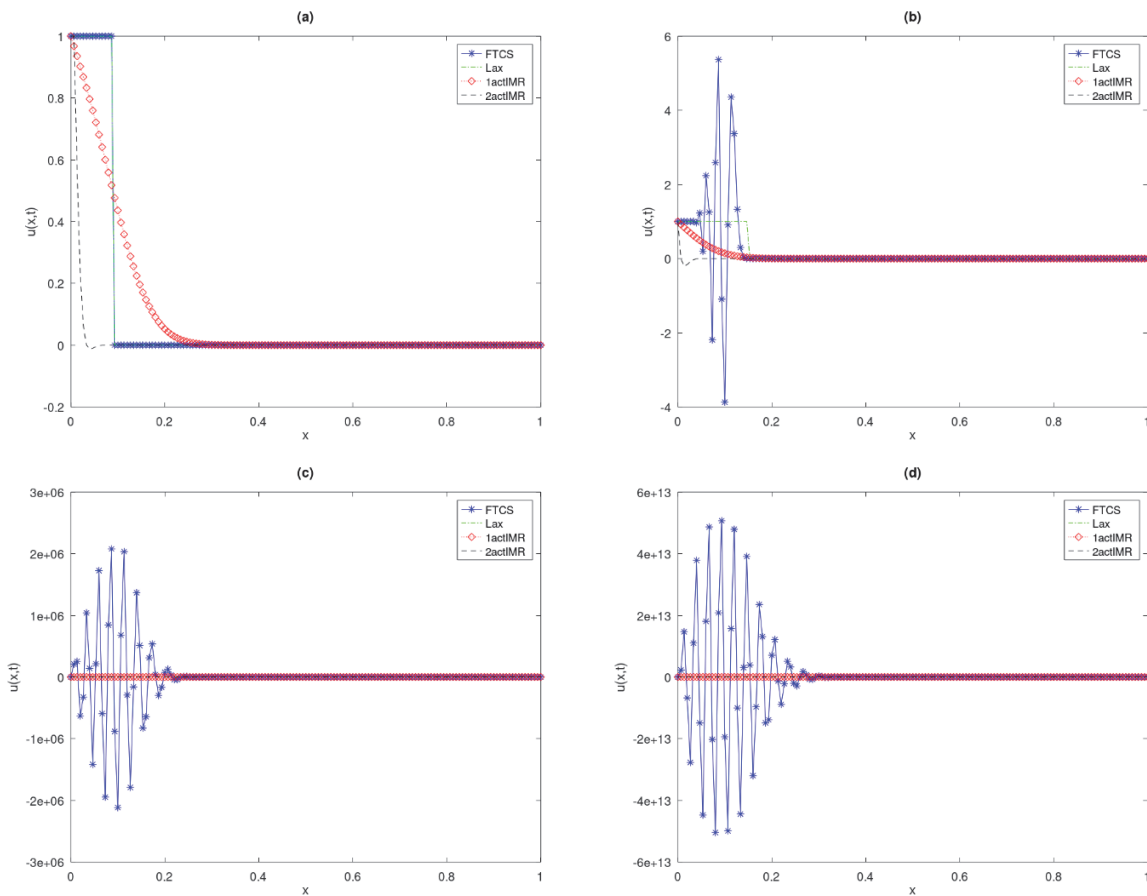 (a)
1
0.8
0.6
0.4
0.2
0
-0.2
u(x,t)
0 0.2 0.4 0.6 0.8 1
x
FTCS
Lax
1actIMR
2actIMR
(b)
6
4
2
0
-2
-4
u(x,t)
0 0.2 0.4 0.6 0.8 1
x
FTCS
Lax
1actIMR
2actIMR
(c)
3e+06
2e+06
1e+06
0
-1e+06
-2e+06
-3e+06
u(x,t)
0 0.2 0.4 0.6 0.8 1
x
FTCS
Lax
1actIMR
2actIMR
(d)
6e+13
4e+13
2e+13
0
-2e+13
-4e+13
-6e+13
u(x,t)
0 0.2 0.4 0.6 0.8 1
x
FTCS
Lax
1actIMR
2actIMR